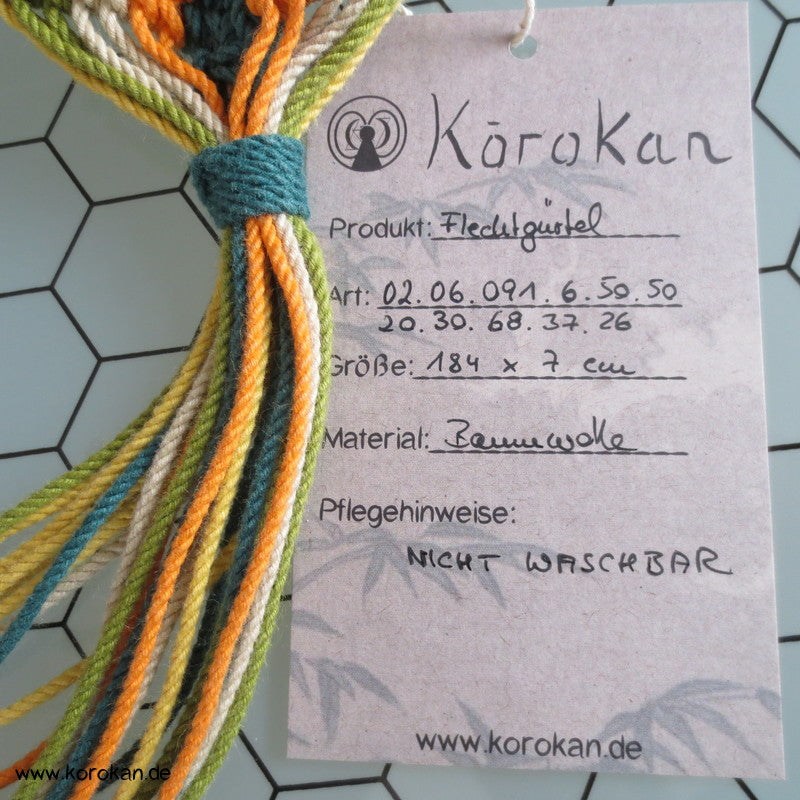 Kōrokan
Produkt: Flechtgürtel
Art: 02.06.091.6.50.50
20.30.68.37.26
Größe: 184 x 7 cm
Material: Baumwolle
Pflegehinweise:
NICHT WASCHBAR
www.korokan.de
www.korokan.de